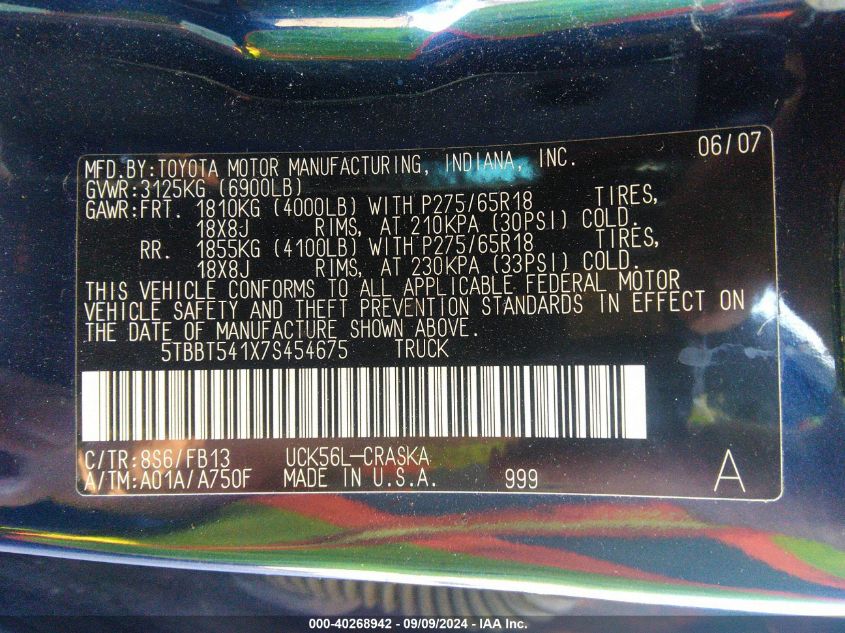 06/07
MFD.BY:TOYOTA MOTOR MANUFACTURING, INDIANA, INC.
GVWR:3125KG (6900LB)
GAWR:FRT. 1810KG (4000LB) WITH P275/65R18 TIRES,
18X8J RIMS, AT 210KPA (30PSI) COLD.
RR. 1855KG (4100LB) WITH P275/65R18 TIRES,
18X8J RIMS, AT 230KPA (33PSI) COLD.
THIS VEHICLE CONFORMS TO ALL APPLICABLE FEDERAL MOTOR
VEHICLE SAFETY AND THEFT PREVENTION STANDARDS IN EFFECT ON
THE DATE OF MANUFACTURE SHOWN ABOVE.
5TBBT541X7S454675 TRUCK
C/TR:8S6/FB13 UCK56L-CRASKA
A/TM:A01A/A750F MADE IN U.S.A. 999 A
000-40268942 - 09/09/2024 - IAA Inc.